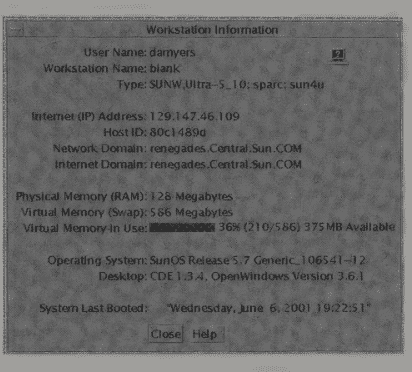 Workstation Information
User Name: damyers
Workstation Name: blank
Type: SUNW,Ultra-5_10; sparc; sun4u
Internet (IP) Address: 129.147.46.109
Host ID:
Network Domain: renegades.Central.Sun.COM
Internet Domain: renegades.Central.Sun.COM
Physical Memory (RAM): 128 Megabytes
Virtual Memory (Swap): 586 Megabytes
Virtual Memory in Use: 36% (210/586) 375MB Available
Operating System: SunOS Release 5.7 Generic_106541-12
Desktop: CDE 1.3.4, OpenWindows Version 3.6.1
System Last Booted: "Wednesday, June 6, 2001 19:22:51"
Close Help